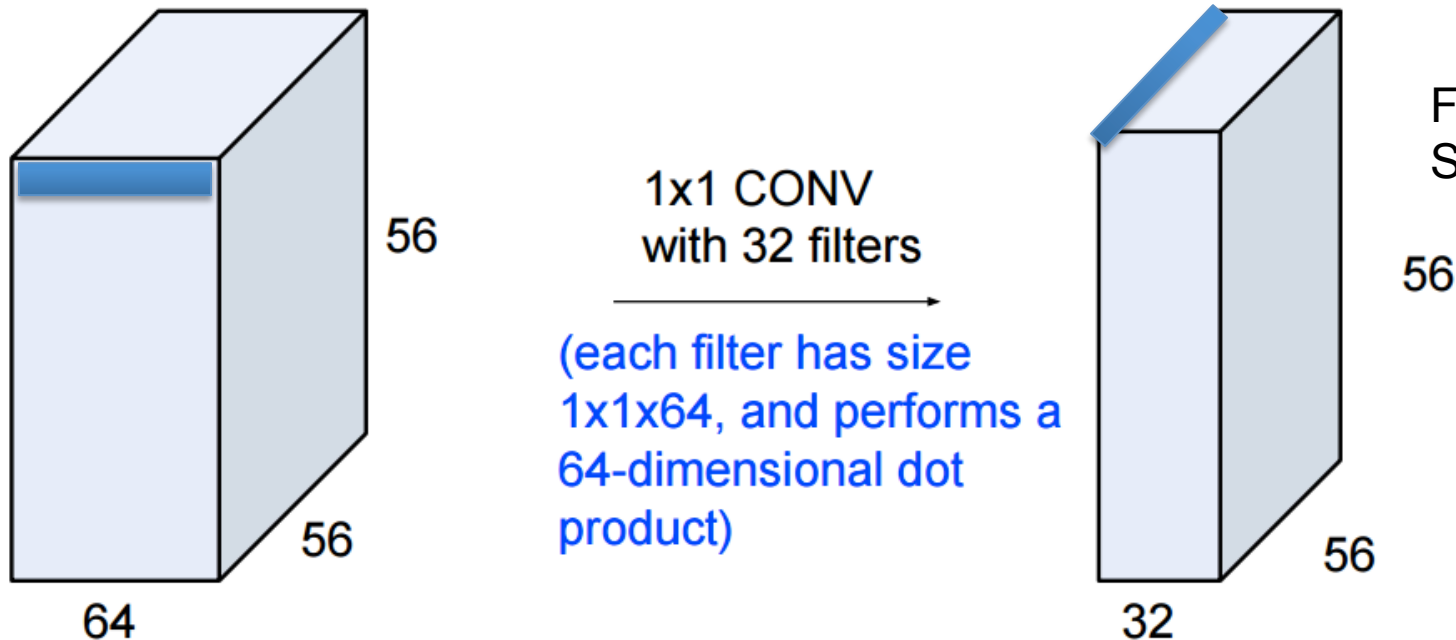 56
56
64
1x1 CONV
with 32 filters
(each filter has size
1x1x64, and performs a
64-dimensional dot
product)
F
S
56
56
32